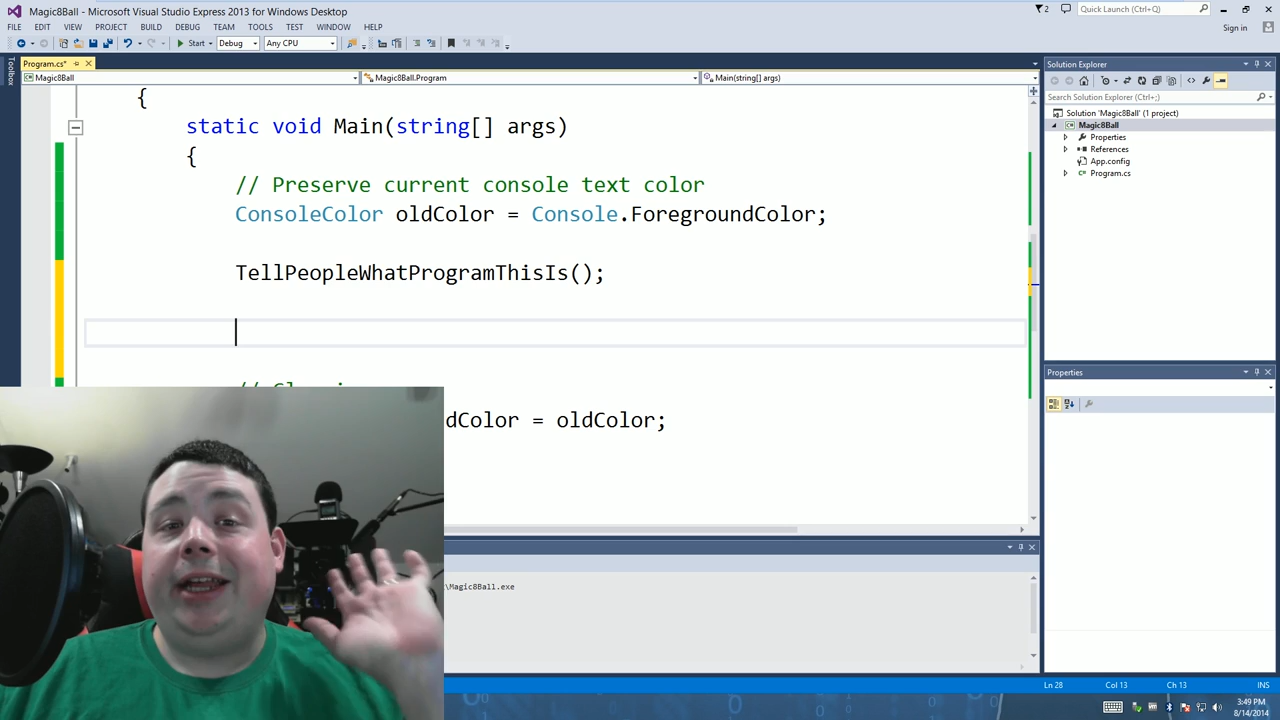 Magic8Ball - Microsoft Visual Studio Express 2013 for Windows Desktop
2
Quick Launch (Ctrl+Q)
FILE EDIT VIEW PROJECT BUILD DEBUG TEAM TOOLS TEST WINDOW HELP
Sign in
Start Debug Any CPU
Toolbox
Program.cs*
Magic8Ball
Magic8Ball.Program
Main(string[] args)
{
static void Main(string[] args)
{
// Preserve current console text color
ConsoleColor oldColor = Console.ForegroundColor;
TellPeopleWhatProgramThisIs();
dColor = oldColor;
\Magic8Ball.exe
Solution Explorer
Search Solution Explorer (Ctrl+;)
Solution 'Magic8Ball' (1 project)
Magic8Ball
Properties
References
App.config
Program.cs
Properties
Ln 28 Col 13 Ch 13 INS
3:49 PM
8/14/2014